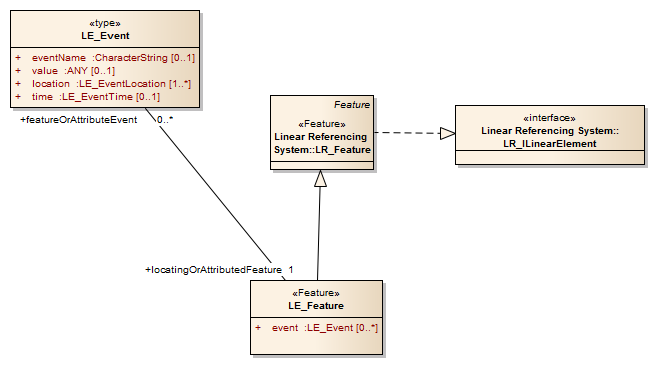 «type»
LE_Event
+ eventName :CharacterString [0..1]
+ value :ANY [0..1]
+ location :LE_EventLocation [1..*]
+ time :LE_EventTime [0..1]
+featureOrAttributeEvent 0..*
Feature
«Feature»
Linear Referencing
System::LR_Feature
«interface»
Linear Referencing System::
LR_ILinearElement
+locatingOrAttributedFeature 1
«Feature»
LE_Feature
+ event :LE_Event [0..*]